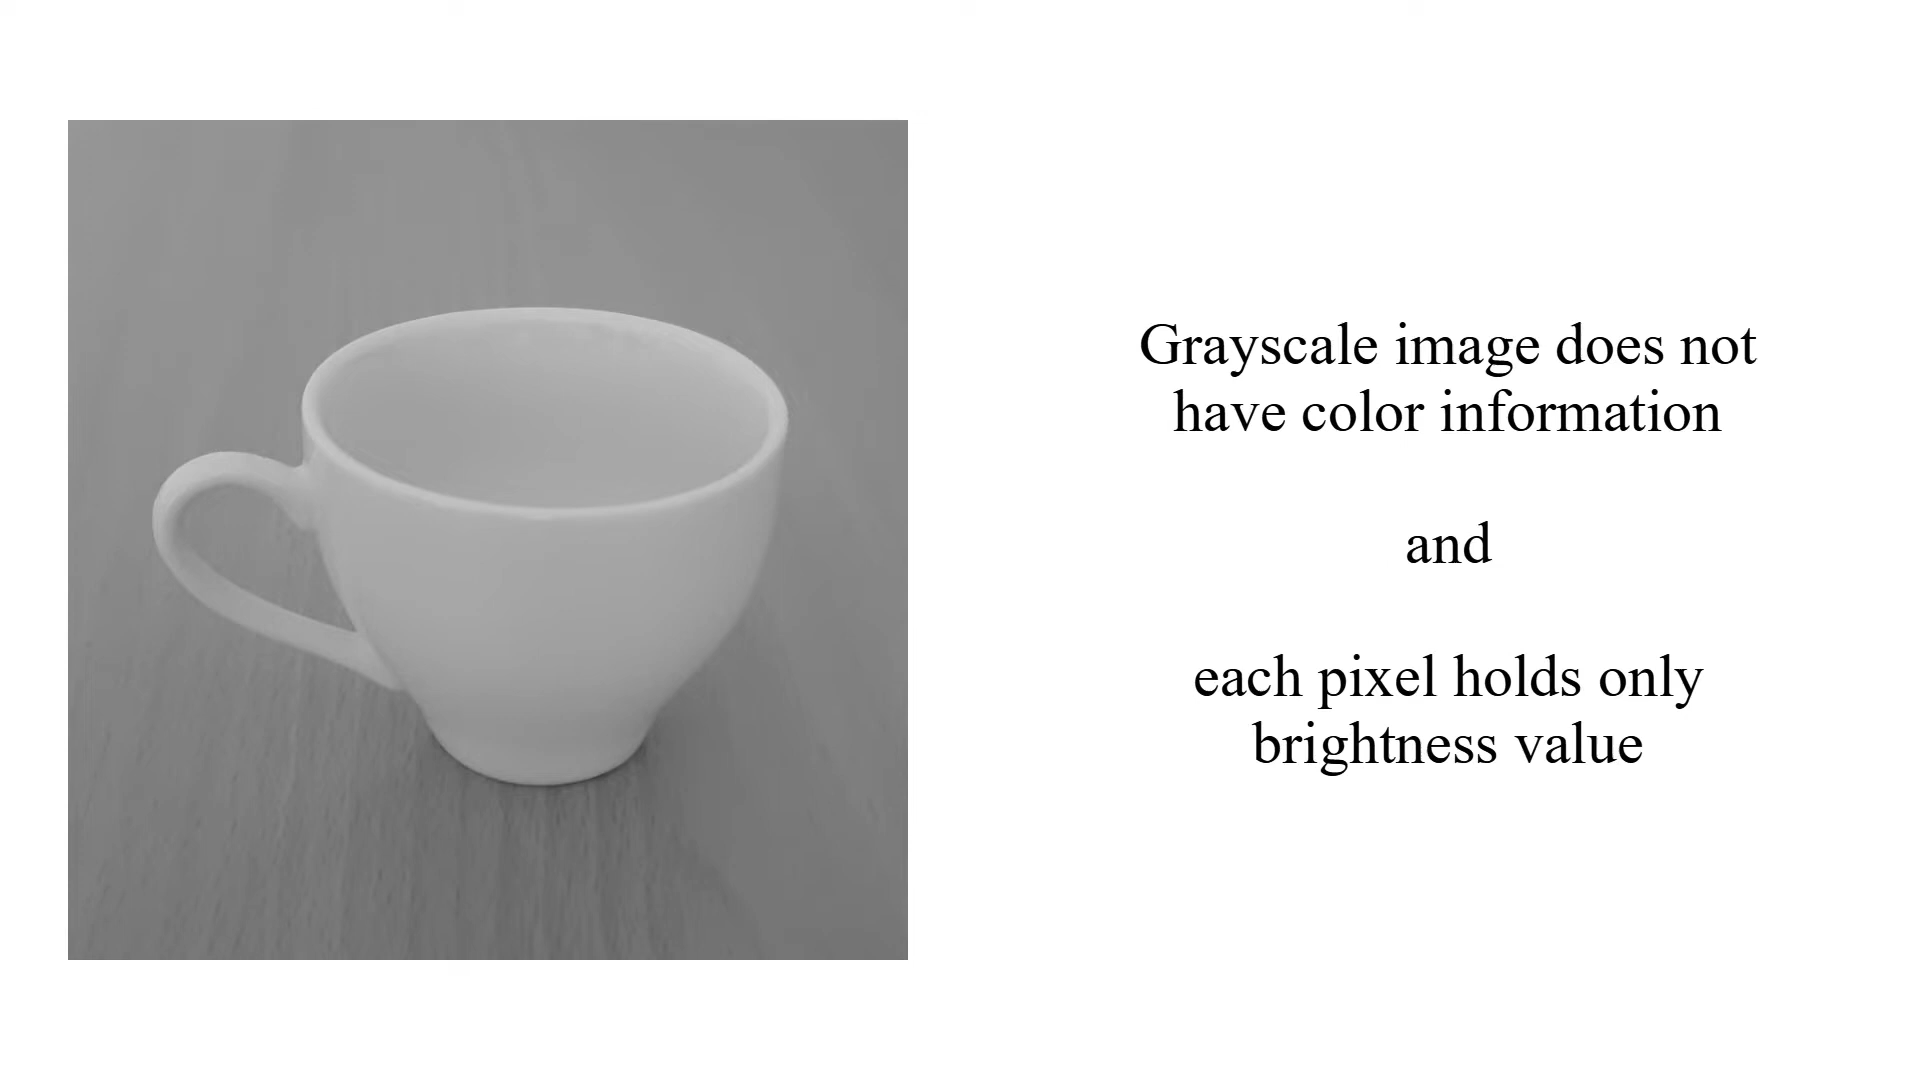 Grayscale image does not
have color information
and
each pixel holds only
brightness value